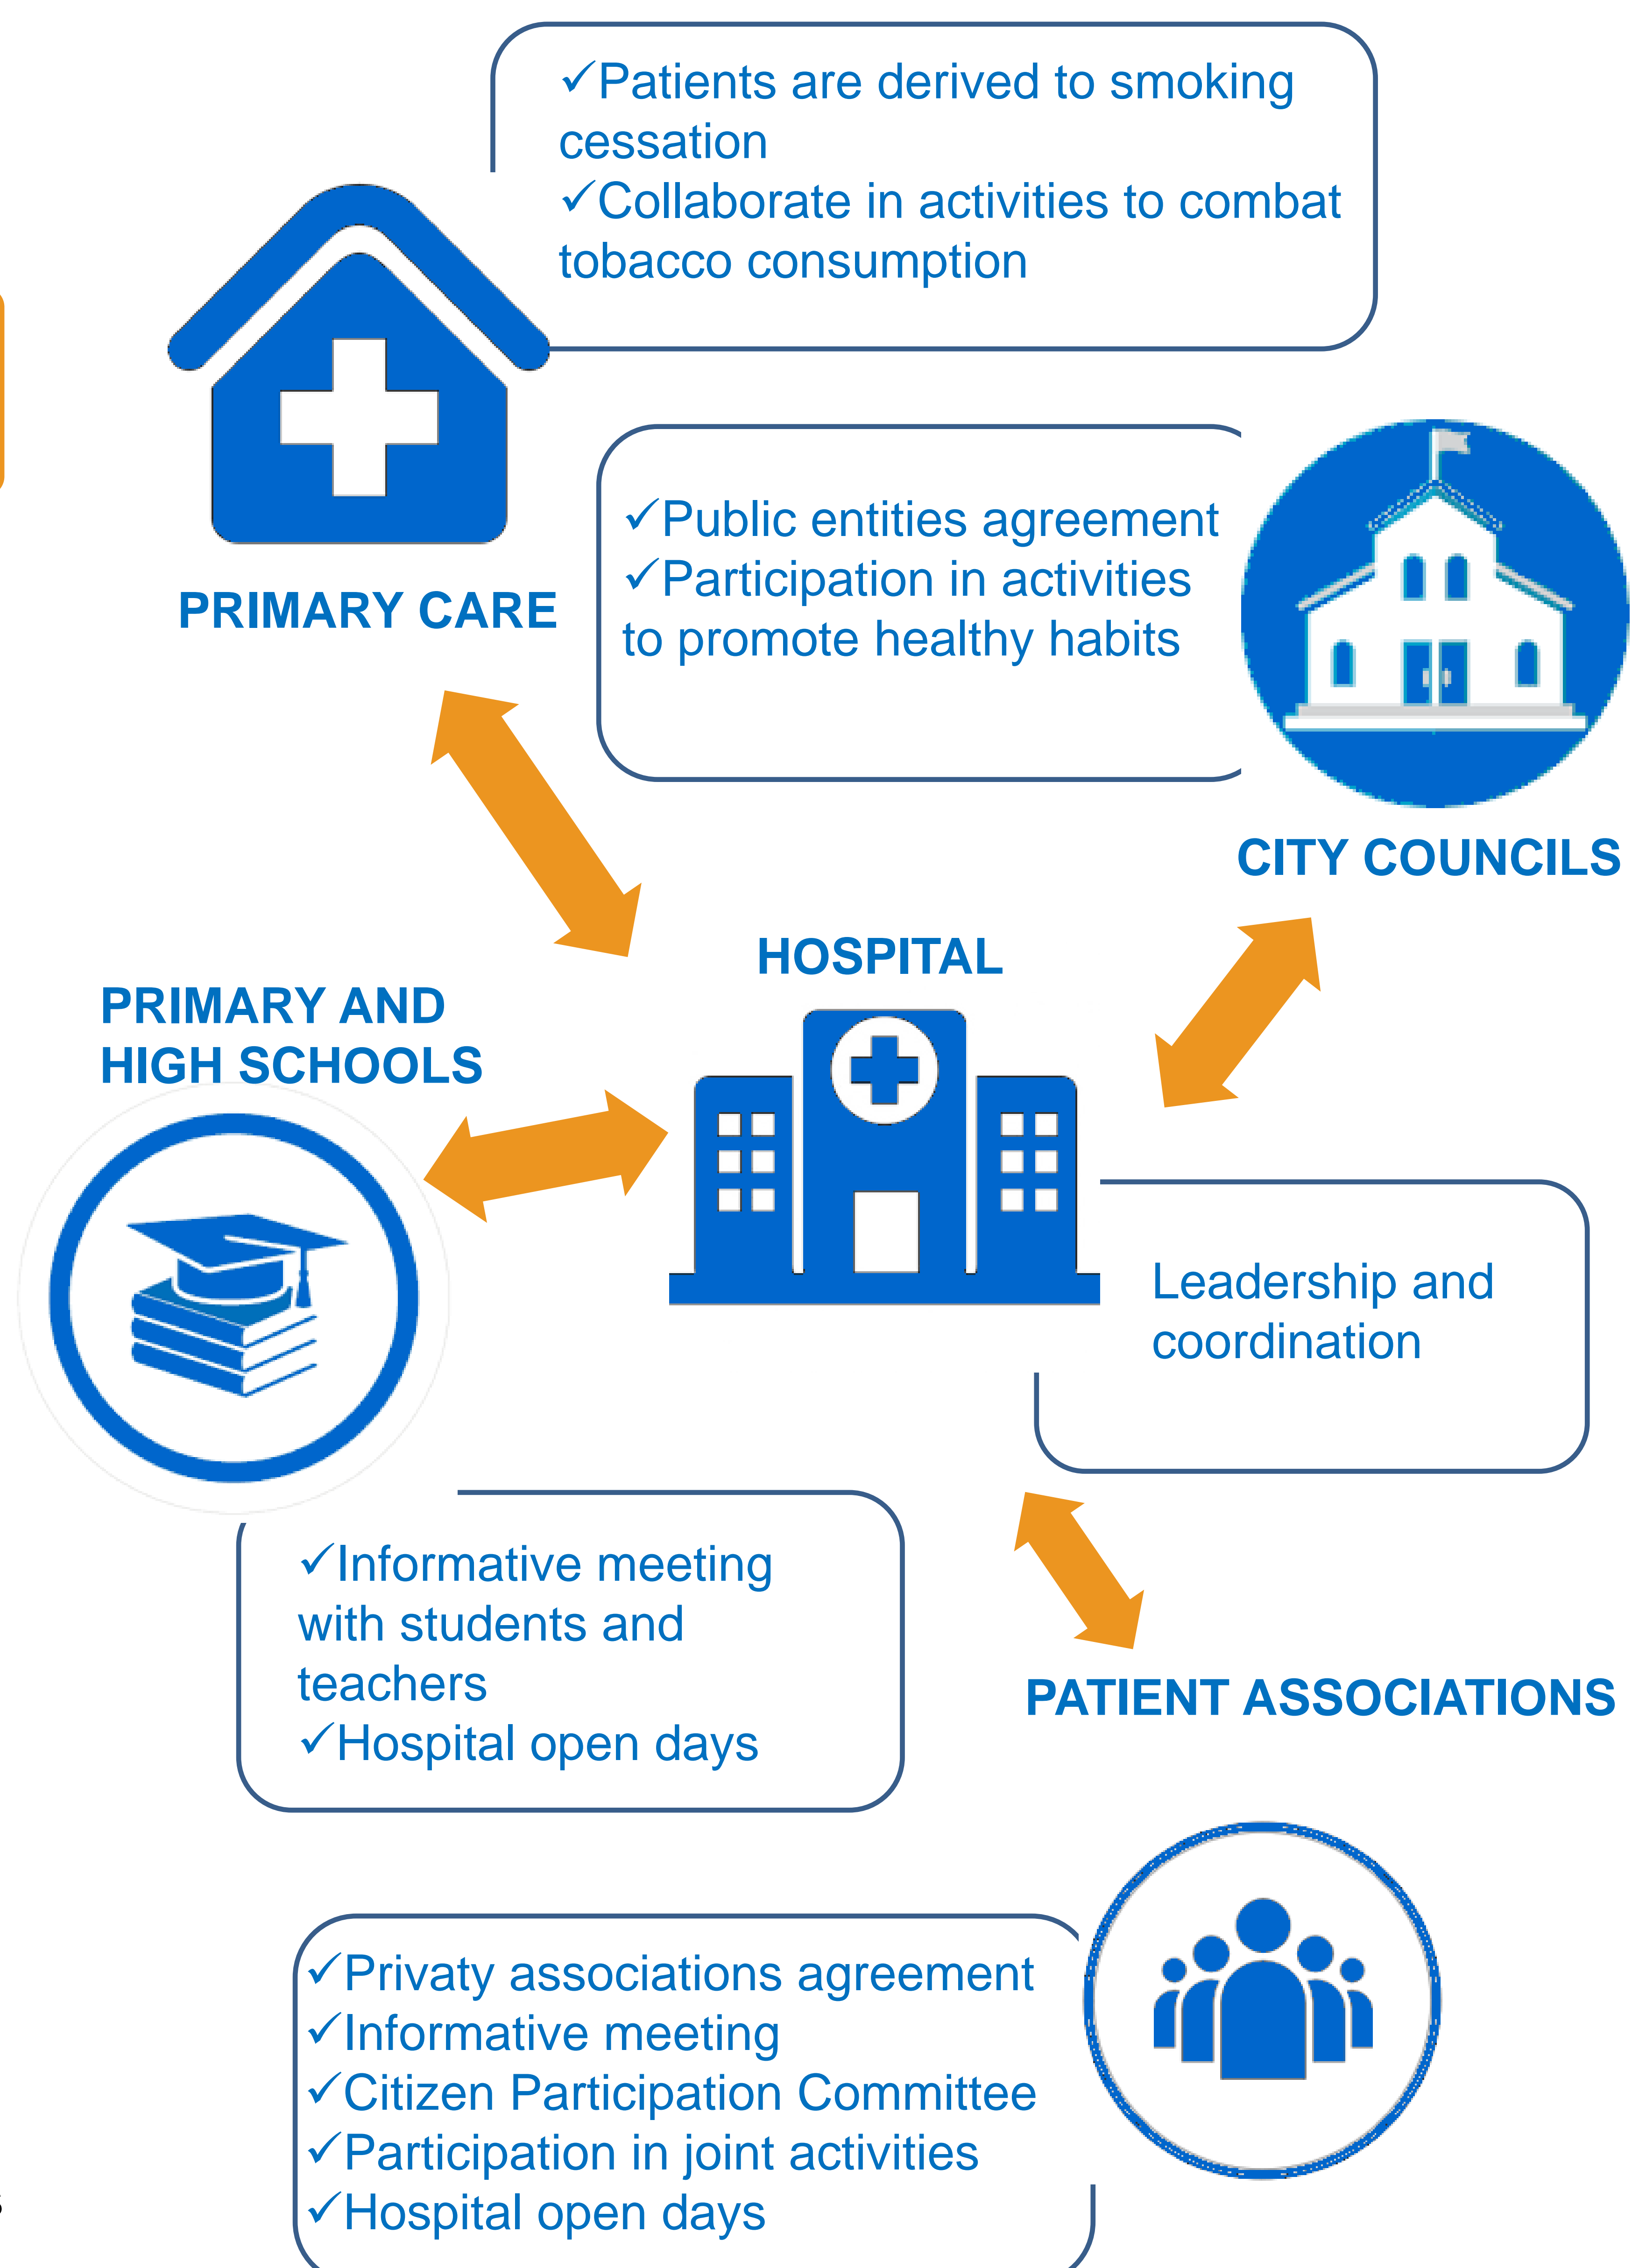 ✓Patients are derived to smoking
cessation
✓Collaborate in activities to combat
tobacco consumption
PRIMARY CARE
✓Public entities agreement
✓Participation in activities
to promote healthy habits
CITY COUNCILS
HOSPITAL
PRIMARY AND
HIGH SCHOOLS
Leadership and
coordination
✓Informative meeting
with students and
teachers
✓Hospital open days
PATIENT ASSOCIATIONS
✓Privaty associations agreement
✓Informative meeting
✓Citizen Participation Committee
✓Participation in joint activities
✓Hospital open days